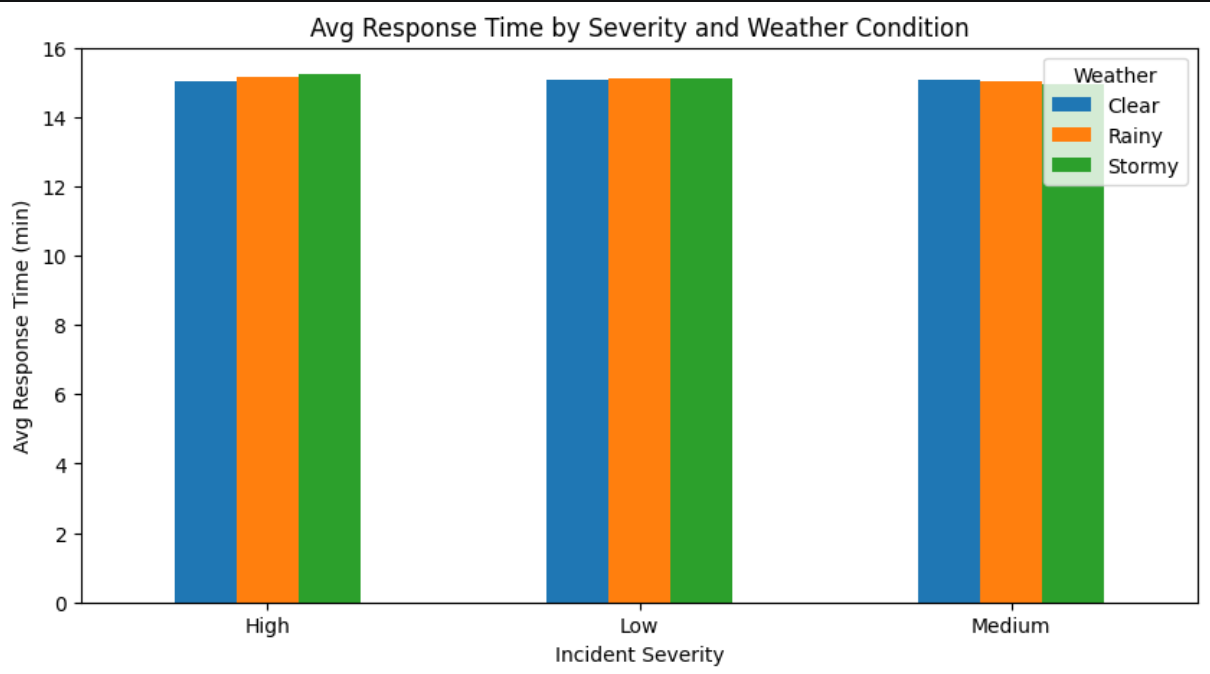 Avg Response Time by Severity and Weather Condition
Avg Response Time (min)
16
14
12
10
8
6
4
2
0
Weather
Clear
Rainy
Stormy
High Low Medium
Incident Severity